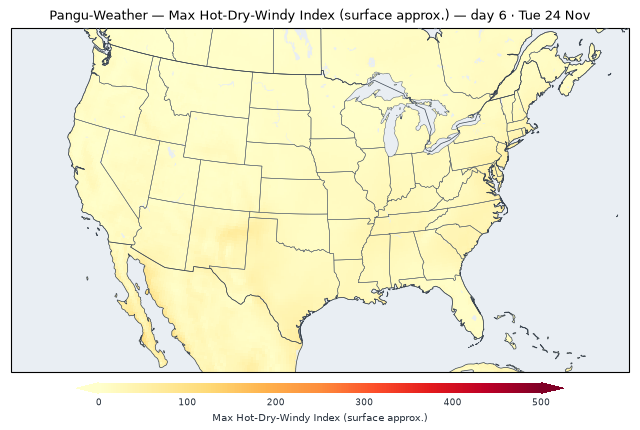 Pangu-Weather — Max Hot-Dry-Windy Index (surface approx.) — day 6 · Tue 24 Nov
0 100 200 300 400 500
Max Hot-Dry-Windy Index (surface approx.)